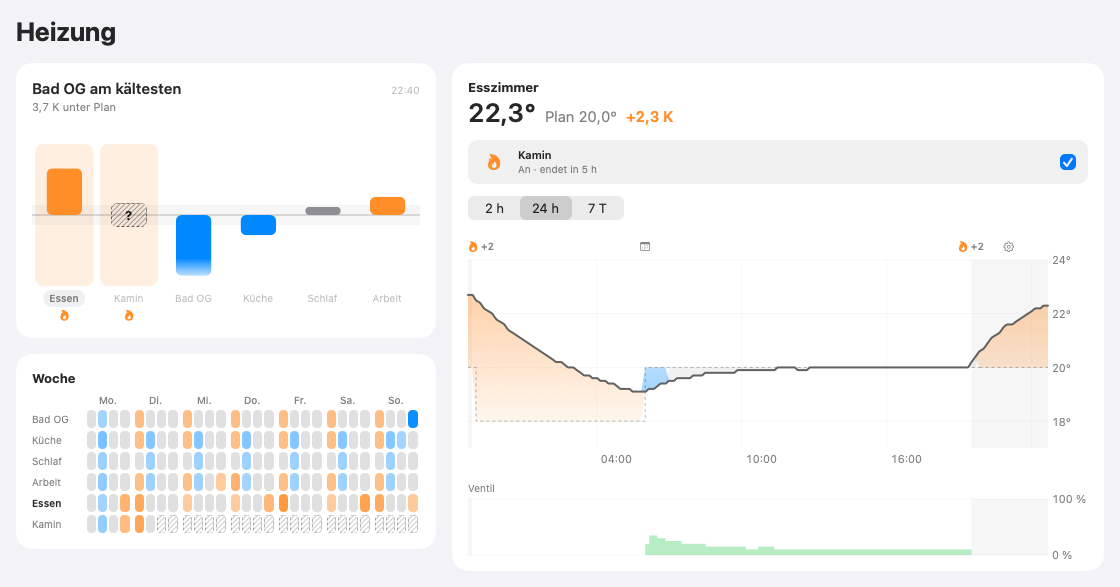 Heizung
Bad OG am kältesten
22:40
3,7 K unter Plan
?
Essen
Kamin
Bad OG
Küche
Schlaf
Arbeit
Woche
Mo. Di. Mi. Do. Fr. Sa. So.
Bad OG
Küche
Schlaf
Arbeit
Essen
Kamin
Esszimmer
22,3° Plan 20,0° +2,3 K
Kamin
An · endet in 5 h
2 h 24 h 7 T
+2 +2
24°
22°
20°
18°
04:00 10:00 16:00
Ventil
100 %
0 %